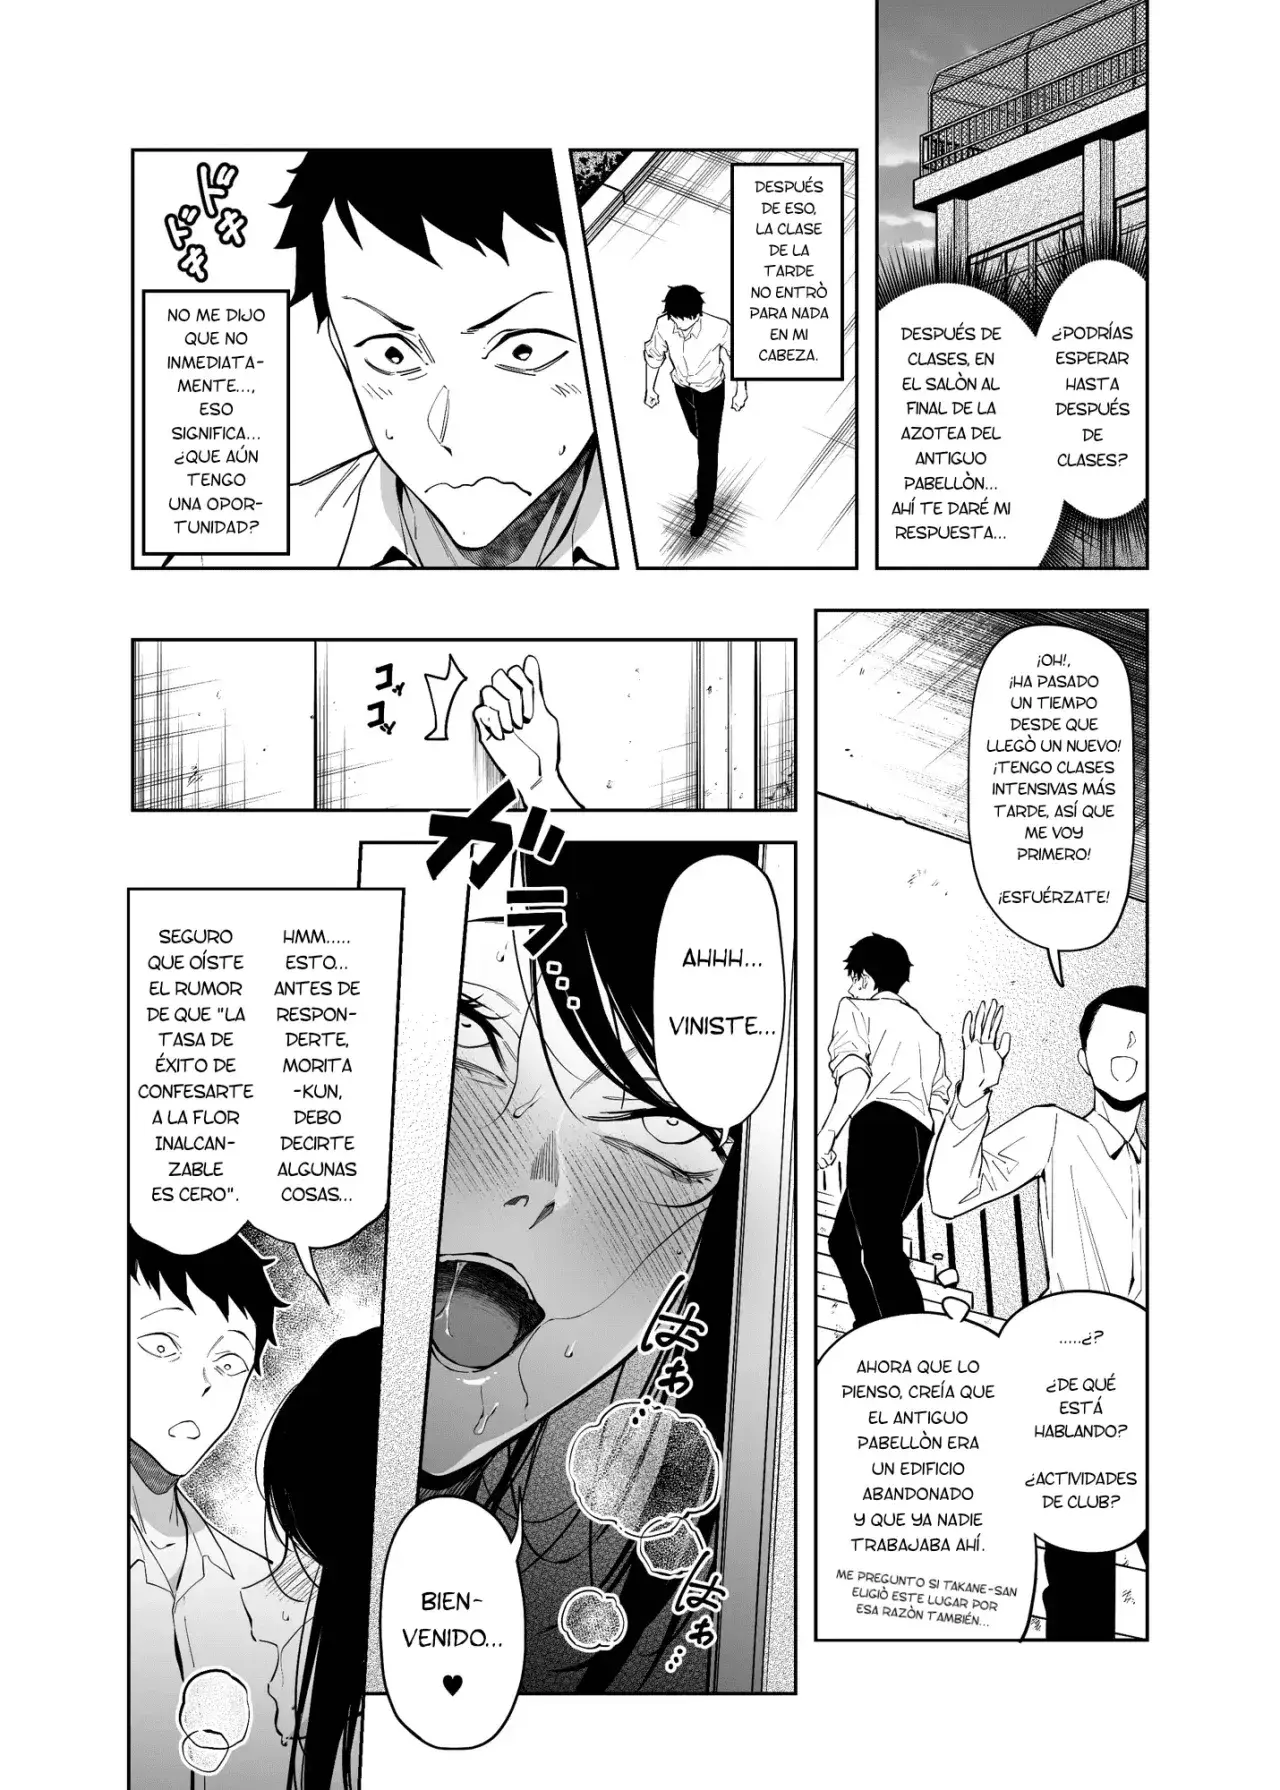 ¿PODRÍAS
ESPERAR
HASTA
DESPUÉS
DE
CLASES?
DESPUÉS DE
CLASES, EN
EL SALÒN AL
FINAL DE LA
AZOTEA DEL
ANTIGUO
PABELLÒN...
AHÍ TE DARÉ MI
RESPUESTA...
DESPUÉS
DE ESO,
LA CLASE
DE LA
TARDE
NO ENTRÒ
PARA NADA
EN MI
CABEZA.
ドキ
ドキ
NO ME DIJO
QUE NO
INMEDIATA-
MENTE...,
ESO
SIGNIFICA...
¿QUE AÚN
TENGO
UNA OPOR-
TUNIDAD?
¡OH!,
¡HA PASADO
UN TIEMPO
DESDE QUE
LLEGÒ UN NUEVO!
¡TENGO CLASES
INTENSIVAS MÁS
TARDE, ASÍ QUE
ME VOY
PRIMERO!
¡ESFUÉRZATE!
.....¿?
¿DE QUÉ
ESTÁ
HABLANDO?
¿ACTIVIDADES
DE CLUB?
AHORA QUE LO
PIENSO, CREÍA QUE
EL ANTIGUO
PABELLÒN ERA
UN EDIFICIO
ABANDONADO
Y QUE YA NADIE
TRABAJABA AHÍ.
ME PREGUNTO SI TAKANE-SAN
ELIGIÒ ESTE LUGAR POR
ESA RAZÒN TAMBIÉN...
コッ
コッ
ガラ...
AHHH...
VINISTE...
はぁ...
はぁ...
BIEN-
VENIDO...
♥
HMM.....
ESTO...
ANTES DE
RESPON-
DERTE,
MORITA
-KUN,
DEBO
DECIRTE
ALGUNAS
COSAS...
SEGURO
QUE OÍSTE
EL RUMOR
DE QUE "LA
TASA DE
ÉXITO DE
CONFESARTE
A LA FLOR
INALCAN-
ZABLE
ES CERO".